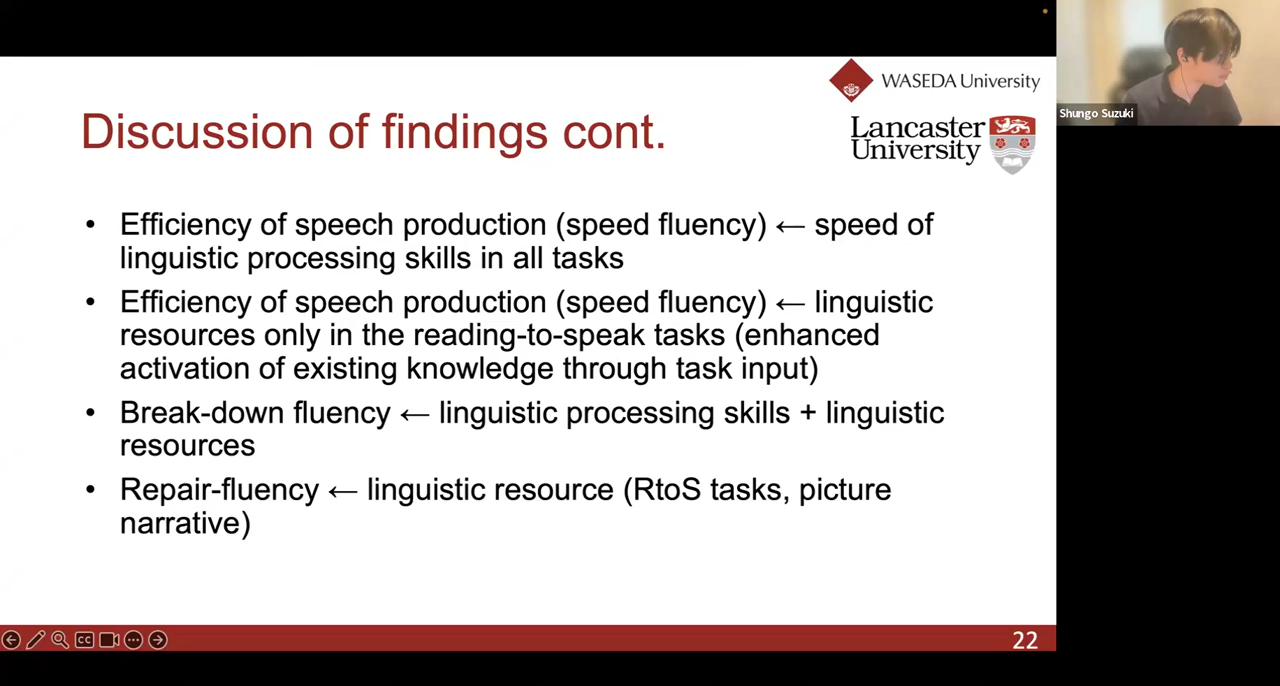 WASEDA University
Shungo Suzuki
Lancaster
University
Discussion of findings cont.
• Efficiency of speech production (speed fluency) ← speed of
linguistic processing skills in all tasks
• Efficiency of speech production (speed fluency) ← linguistic
resources only in the reading-to-speak tasks (enhanced
activation of existing knowledge through task input)
• Break-down fluency ← linguistic processing skills + linguistic
resources
• Repair-fluency ← linguistic resource (RtoS tasks, picture
narrative)
CC
22